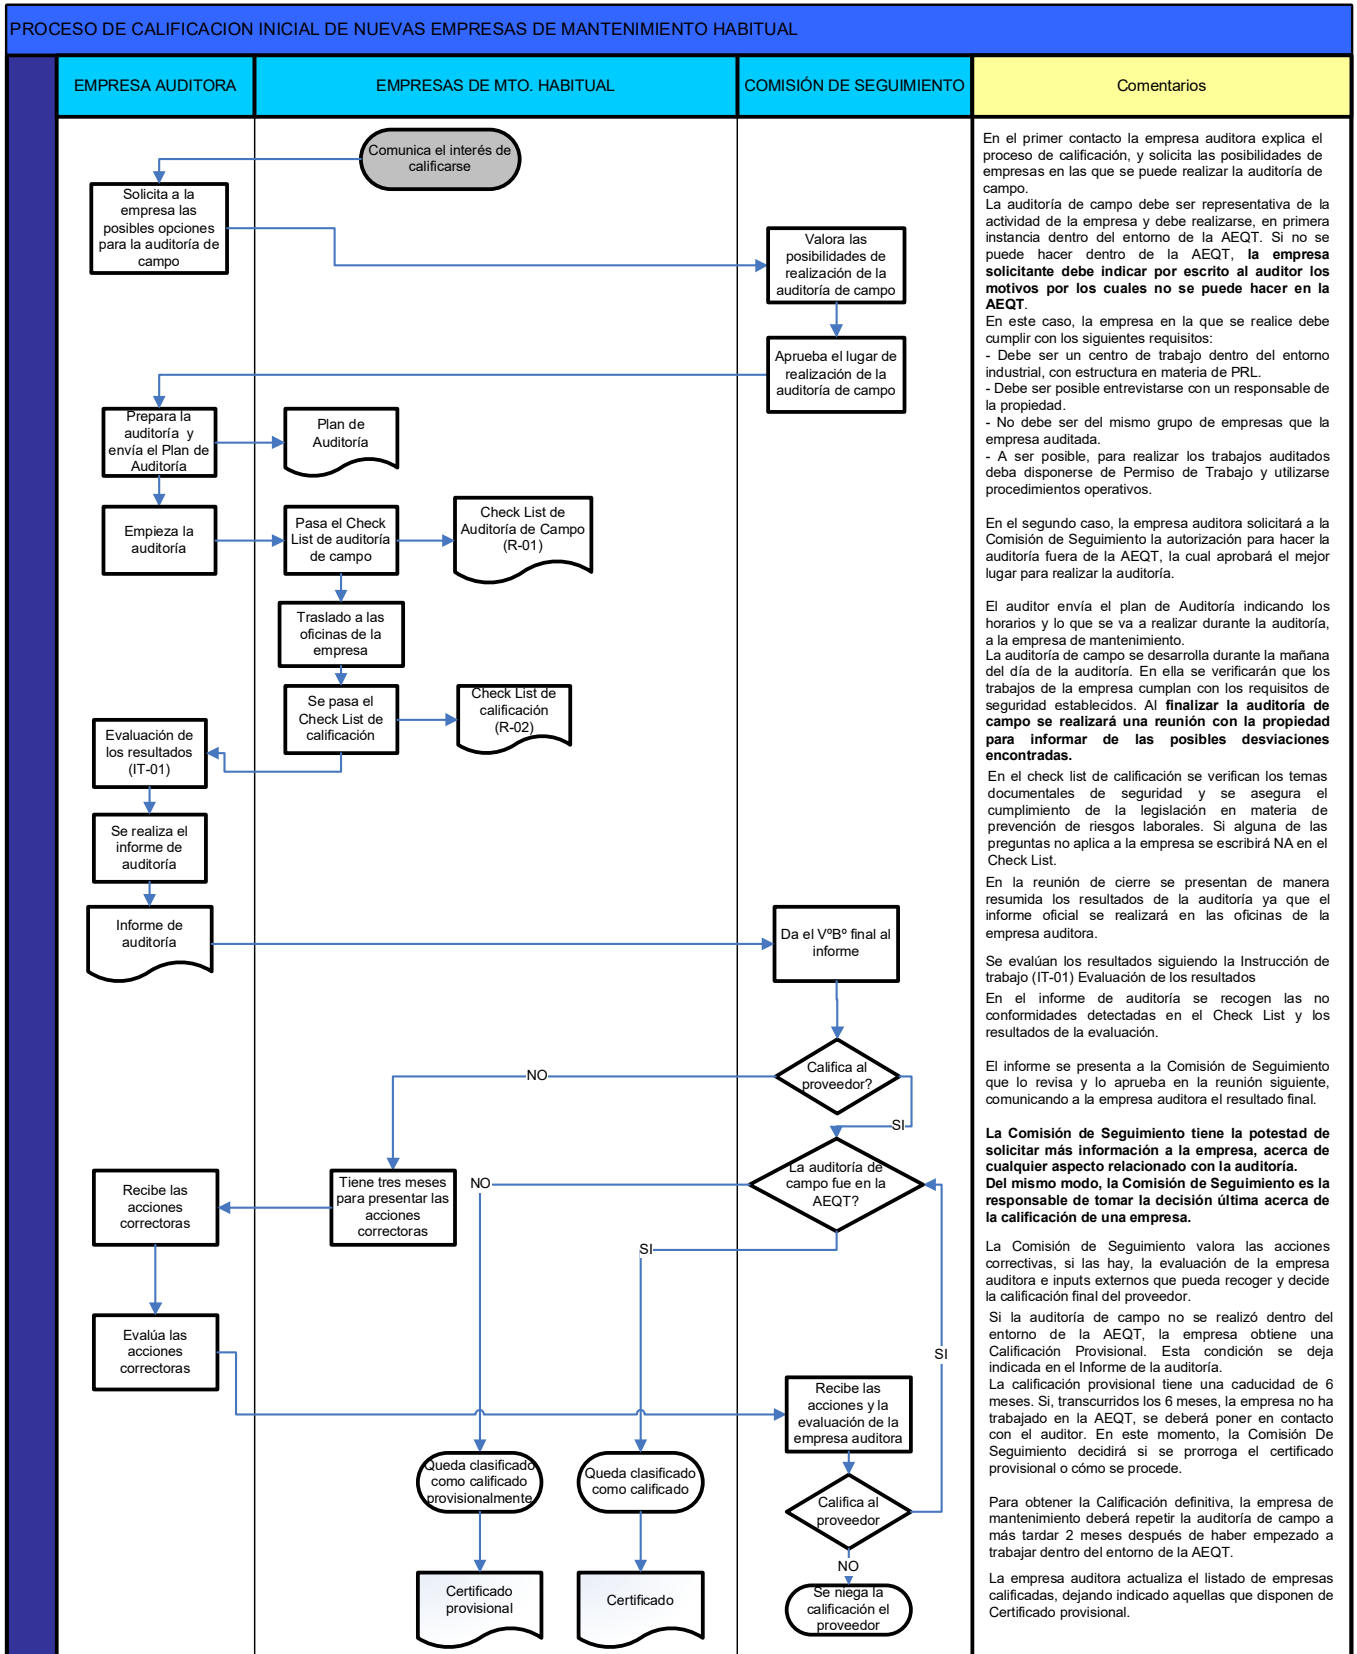 PROCESO DE CALIFICACION INICIAL DE NUEVAS EMPRESAS DE MANTENIMIENTO HABITUAL
EMPRESA AUDITORA
EMPRESAS DE MTO. HABITUAL
COMISIÓN DE SEGUIMIENTO
Comentarios
Comunica el interés de
calificarse
Solicita a la
empresa las
posibles opciones
para la auditoría de
campo
Valora las
posibilidades de
realización de la
auditoría de campo
Aprueba el lugar de
realización de la
auditoría de campo
Prepara la
auditoría y
envía el Plan de
Auditoría
Plan de
Auditoría
Empieza la
auditoría
Pasa el Check
List de auditoría
de campo
Check List de
Auditoría de Campo
(R-01)
Traslado a las
oficinas de la
empresa
Se pasa el
Check List de
calificación
Check List de
calificación
(R-02)
Evaluación de
los resultados
(IT-01)
Se realiza el
informe de
auditoría
Informe de
auditoría
Da el VºBº final al
informe
Califica al
proveedor?
NO
SI
La auditoría de
campo fue en la
AEQT?
NO
SI
Tiene tres meses
para presentar las
acciones
correctoras
Recibe las
acciones
correctoras
Evalúa las
acciones
correctoras
SI
Recibe las
acciones y la
evaluación de la
empresa auditora
Queda clasificado
como calificado
provisionalmente
Queda clasificado
como calificado
Califica al
proveedor
NO
Certificado
provisional
Certificado
Se niega la
calificación el
proveedor
En el primer contacto la empresa auditora explica el
proceso de calificación, y solicita las posibilidades de
empresas en las que se puede realizar la auditoría de
campo.
La auditoría de campo debe ser representativa de la
actividad de la empresa y debe realizarse, en primera
instancia dentro del entorno de la AEQT. Si no se
puede hacer dentro de la AEQT, la empresa
solicitante debe indicar por escrito al auditor los
motivos por los cuales no se puede hacer en la
AEQT.
En este caso, la empresa en la que se realice debe
cumplir con los siguientes requisitos:
- Debe ser un centro de trabajo dentro del entorno
industrial, con estructura en materia de PRL.
- Debe ser posible entrevistarse con un responsable de
la propiedad.
- No debe ser del mismo grupo de empresas que la
empresa auditada.
- A ser posible, para realizar los trabajos auditados
deba disponerse de Permiso de Trabajo y utilizarse
procedimientos operativos.
En el segundo caso, la empresa auditora solicitará a la
Comisión de Seguimiento la autorización para hacer la
auditoría fuera de la AEQT, la cual aprobará el mejor
lugar para realizar la auditoría.
El auditor envía el plan de Auditoría indicando los
horarios y lo que se va a realizar durante la auditoría,
a la empresa de mantenimiento.
La auditoría de campo se desarrolla durante la mañana
del día de la auditoría. En ella se verificarán que los
trabajos de la empresa cumplan con los requisitos de
seguridad establecidos. Al finalizar la auditoría de
campo se realizará una reunión con la propiedad
para informar de las posibles desviaciones
encontradas.
En el check list de calificación se verifican los temas
documentales de seguridad y se asegura el
cumplimiento de la legislación en materia de
prevención de riesgos laborales. Si alguna de las
preguntas no aplica a la empresa se escribirá NA en el
Check List.
En la reunión de cierre se presentan de manera
resumida los resultados de la auditoría ya que el
informe oficial se realizará en las oficinas de la
empresa auditora.
Se evalúan los resultados siguiendo la Instrucción de
trabajo (IT-01) Evaluación de los resultados
En el informe de auditoría se recogen las no
conformidades detectadas en el Check List y los
resultados de la evaluación.
El informe se presenta a la Comisión de Seguimiento
que lo revisa y lo aprueba en la reunión siguiente,
comunicando a la empresa auditora el resultado final.
La Comisión de Seguimiento tiene la potestad de
solicitar más información a la empresa, acerca de
cualquier aspecto relacionado con la auditoría.
Del mismo modo, la Comisión de Seguimiento es la
responsable de tomar la decisión última acerca de
la calificación de una empresa.
La Comisión de Seguimiento valora las acciones
correctivas, si las hay, la evaluación de la empresa
auditora e inputs externos que pueda recoger y decide
la calificación final del proveedor.
Si la auditoría de campo no se realizó dentro del
entorno de la AEQT, la empresa obtiene una
Calificación Provisional. Esta condición se deja
indicada en el Informe de la auditoría.
La calificación provisional tiene una caducidad de 6
meses. Si, transcurridos los 6 meses, la empresa no ha
trabajado en la AEQT, se deberá poner en contacto
con el auditor. En este momento, la Comisión De
Seguimiento decidirá si se prorroga el certificado
provisional o cómo se procede.
Para obtener la Calificación definitiva, la empresa de
mantenimiento deberá repetir la auditoría de campo a
más tardar 2 meses después de haber empezado a
trabajar dentro del entorno de la AEQT.
La empresa auditora actualiza el listado de empresas
calificadas, dejando indicado aquellas que disponen de
Certificado provisional.